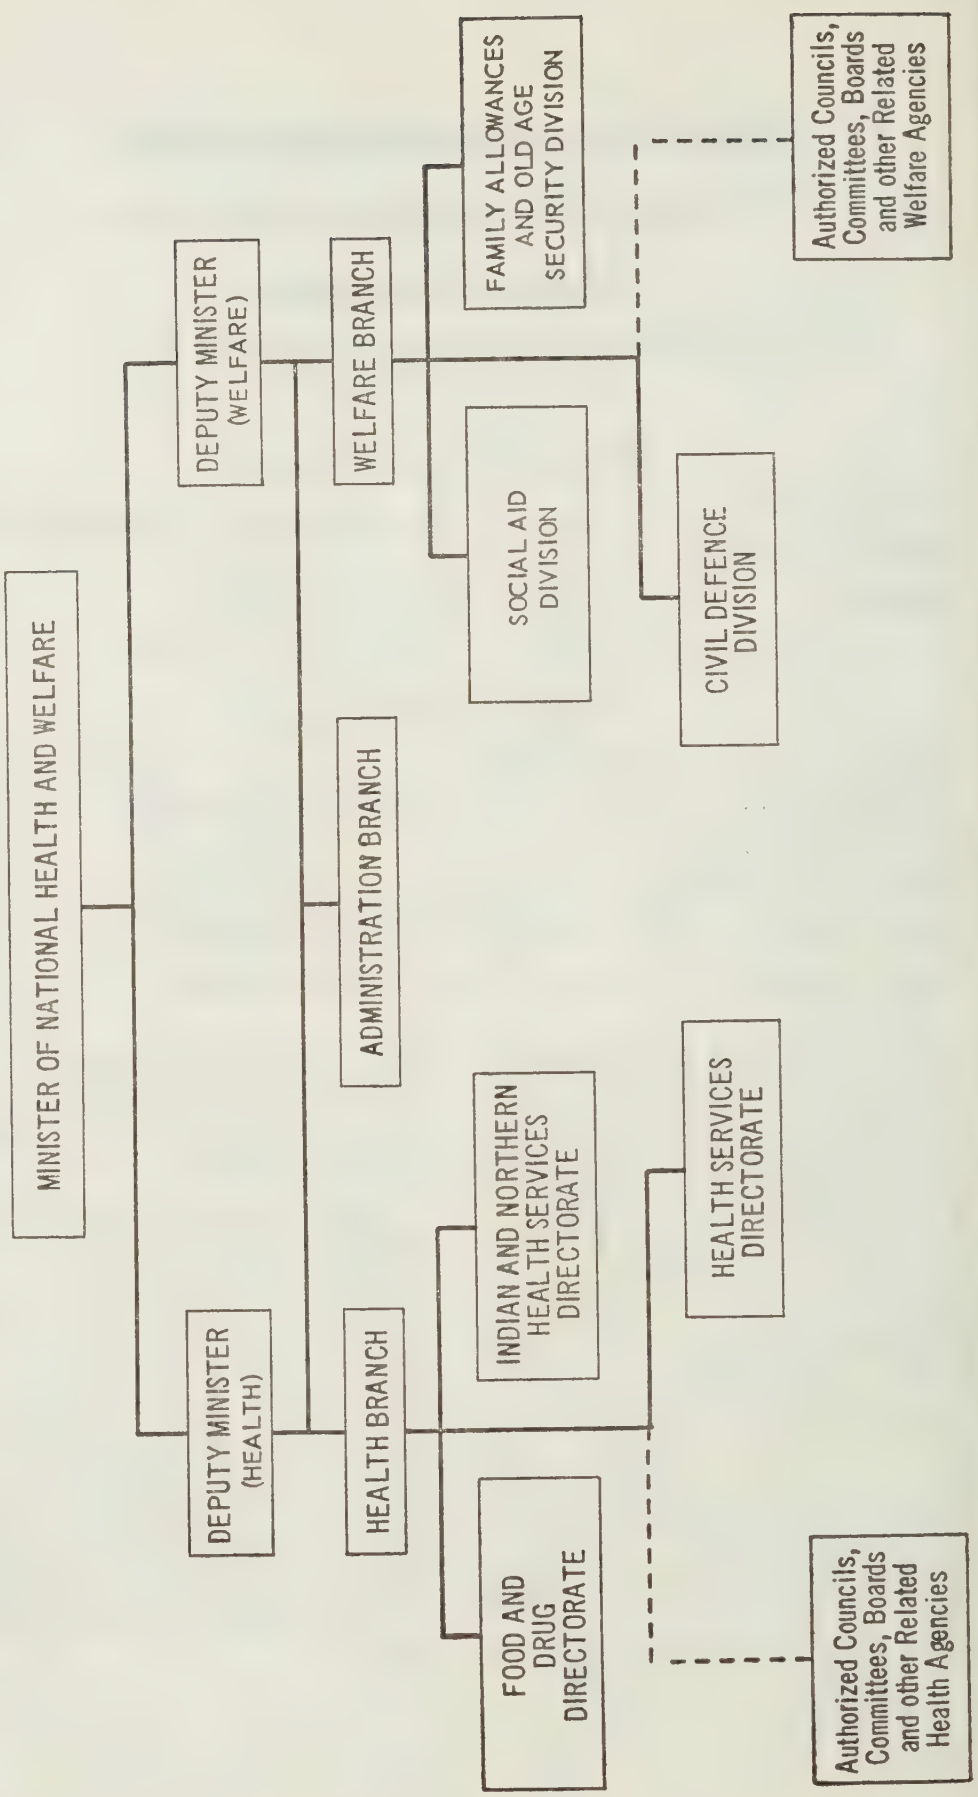 MINISTER OF NATIONAL HEALTH AND WELFARE
DEPUTY MINISTER
(HEALTH)
DEPUTY MINISTER
(WELFARE)
HEALTH BRANCH
ADMINISTRATION BRANCH
WELFARE BRANCH
FOOD AND
DRUG
DIRECTORATE
INDIAN AND NORTHERN
HEALTH SERVICES
DIRECTORATE
SOCIAL AID
DIVISION
FAMILY ALLOWANCES
AND OLD AGE
SECURITY DIVISION
HEALTH SERVICES
DIRECTORATE
CIVIL DEFENCE
DIVISION
Authorized Councils,
Committees, Boards
and other Related
Health Agencies
Authorized Councils,
Committees, Boards
and other Related
Welfare Agencies